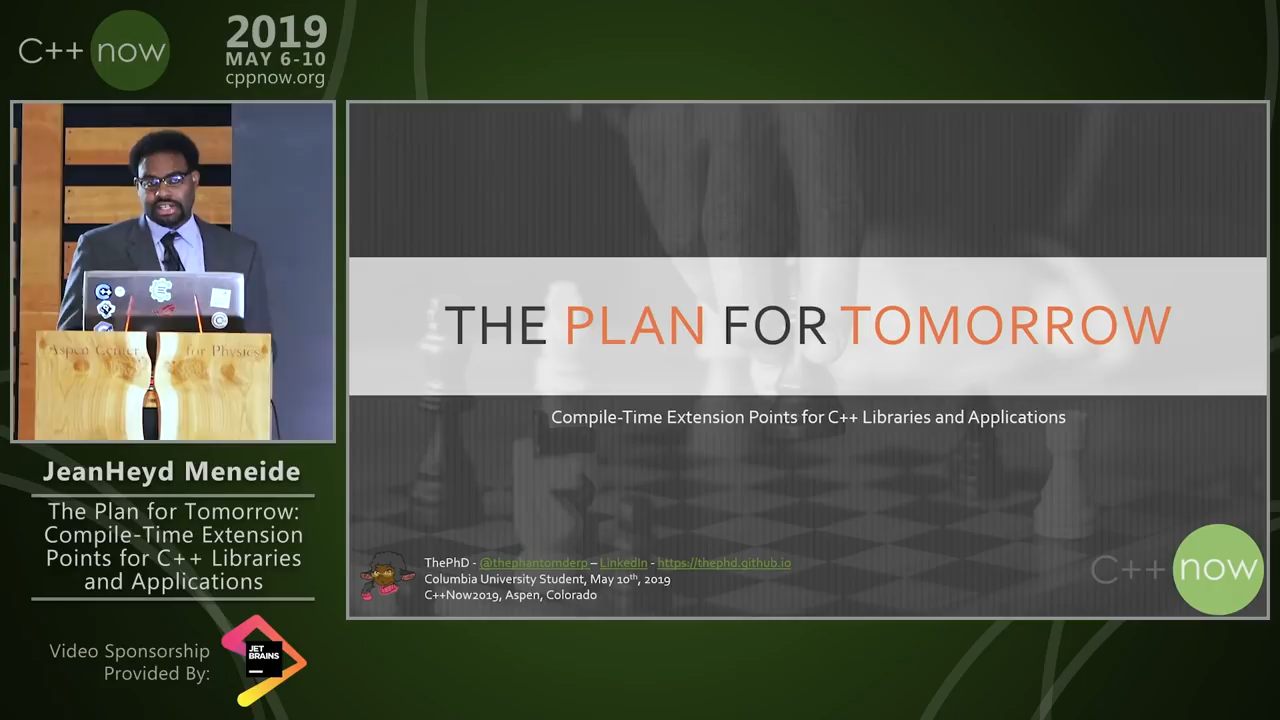 C++ now
2019
MAY 6-10
cppnow.org
Aspen Center for Physics
JeanHeyd Meneide
The Plan for Tomorrow:
Compile-Time Extension
Points for C++ Libraries
and Applications
Video Sponsorship
Provided By:
JET
BRAINS
THE PLAN FOR TOMORROW
Compile-Time Extension Points for C++ Libraries and Applications
ThePhD - @thephantomderp – LinkedIn - https://thephd.github.io
Columbia University Student, May 10th, 2019
C++Now2019, Aspen, Colorado
C++ now